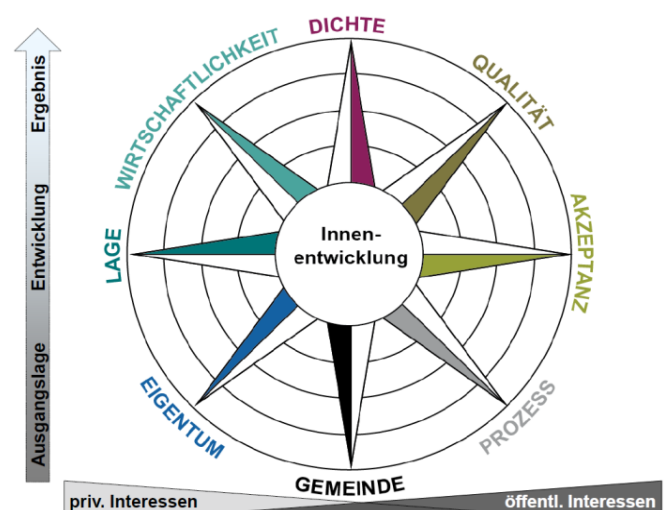 DICHTE
QUALITÄT
AKZEPTANZ
PROZESS
GEMEINDE
EIGENTUM
LAGE
WIRTSCHAFTLICHKEIT
Innen-
entwicklung
Ergebnis
Entwicklung
Ausgangslage
priv. Interessen
öffentl. Interessen